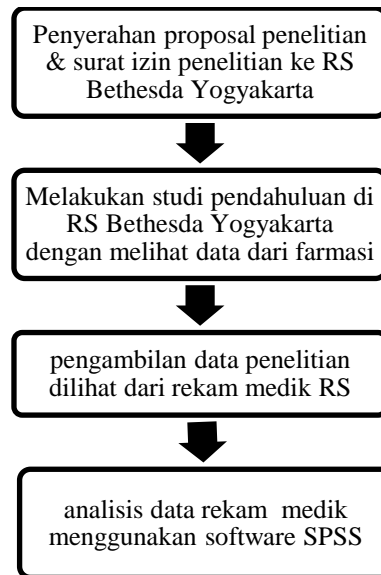 Penyerahan proposal penelitian
& surat izin penelitian ke RS
Bethesda Yogyakarta
Melakukan studi pendahuluan di
RS Bethesda Yogyakarta
dengan melihat data dari farmasi
pengambilan data penelitian
dilihat dari rekam medik RS
analisis data rekam medik
menggunakan software SPSS